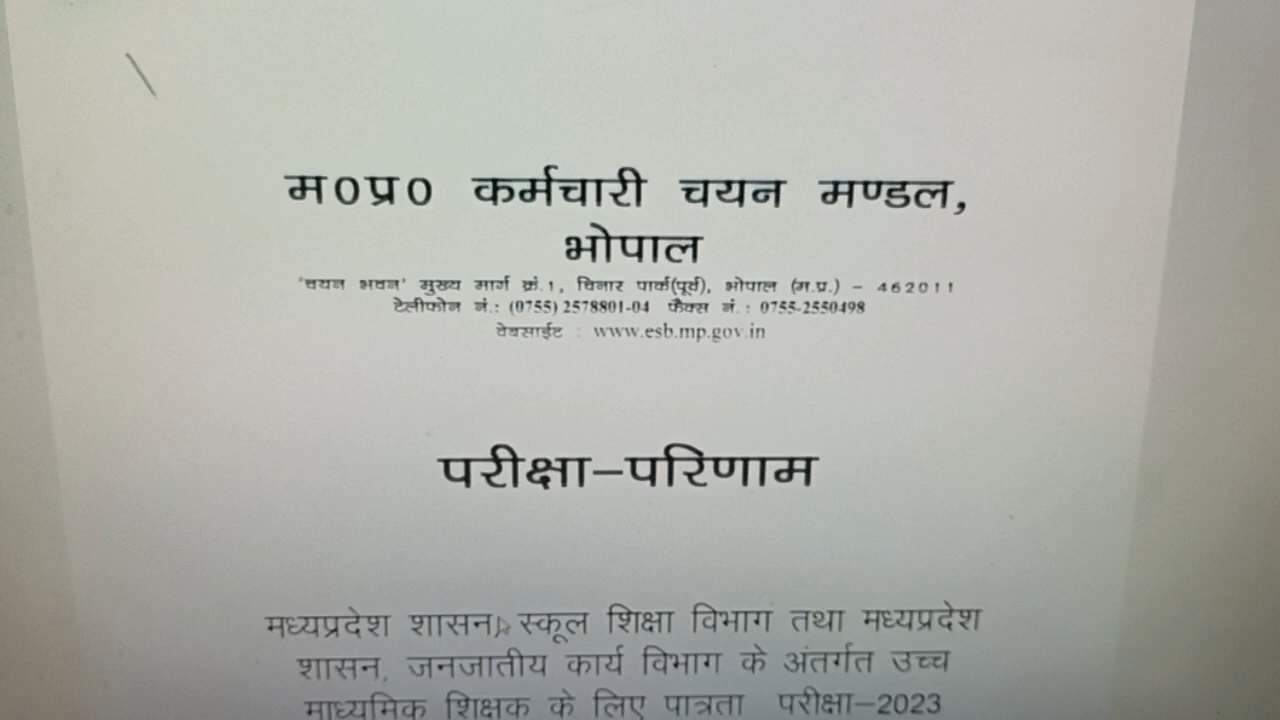 म०प्र० कर्मचारी चयन मण्डल,
भोपाल
'चयन भवन' मुख्य मार्ग क्रं.1, चिनार पार्क(पूर्व), भोपाल (म.प्र.) - 462011
टेलीफोन नं.: (0755) 2578801-04 फैक्स नं. : 0755-2550498
वेबसाईट : www.esb.mp.gov.in
परीक्षा-परिणाम
मध्यप्रदेश शासन, स्कूल शिक्षा विभाग तथा मध्यप्रदेश
शासन, जनजातीय कार्य विभाग के अंतर्गत उच्च
माध्यमिक शिक्षक के लिए पात्रता परीक्षा-2023